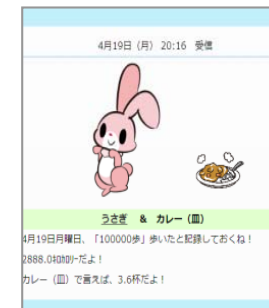 4月19日（月） 20:16 受信
うさぎ ＆ カレー（皿）
4月19日月曜日、「100000歩」歩いたと記録しておくね！
2888.0ｷﾛｶﾛﾘｰだよ！
カレー（皿）で言えば、3.6杯だよ！